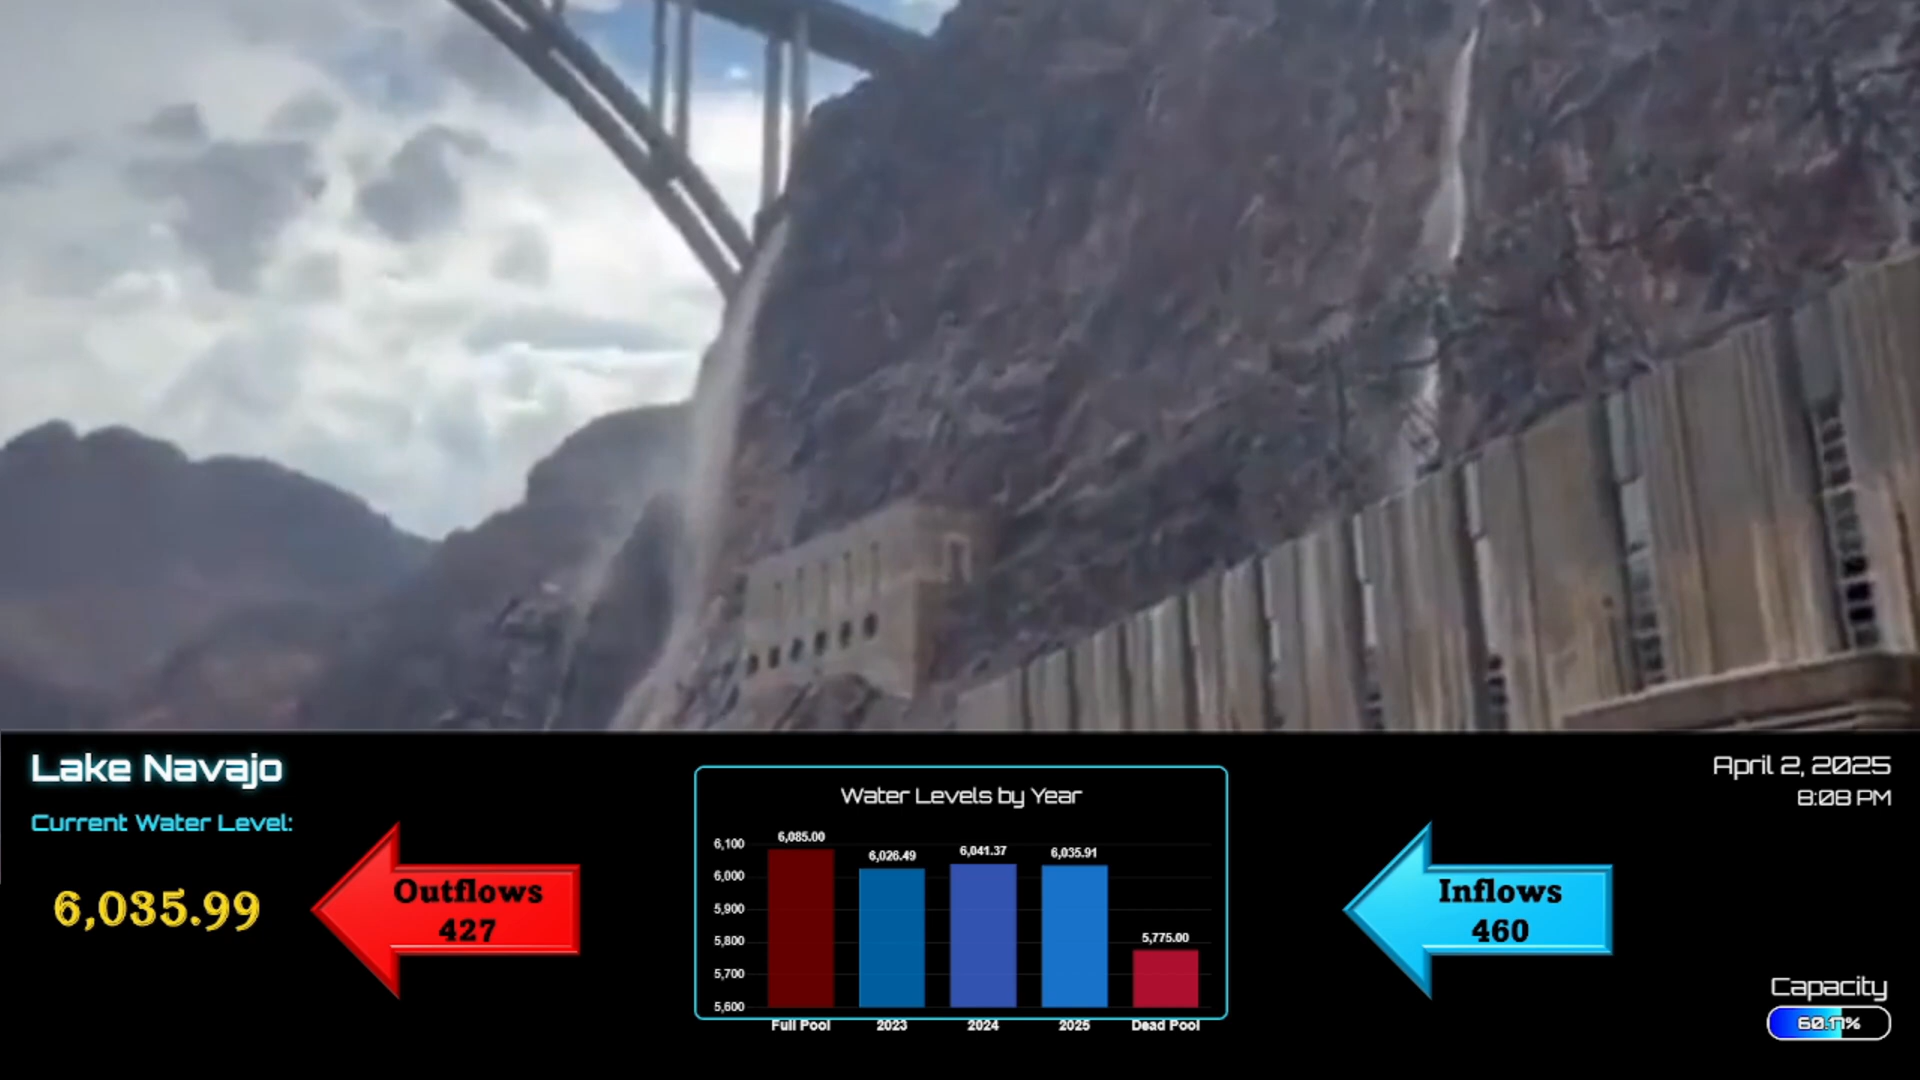 Lake Navajo
Current Water Level:
6,035.99
Outflows
427
Water Levels by Year
6,100
6,000
5,900
5,800
5,700
5,600
6,085.00
6,026.49
6,041.37
6,035.91
5,775.00
Full Pool
2023
2024
2025
Dead Pool
Inflows
460
April 2, 2025
8:08 PM
Capacity
60.17%